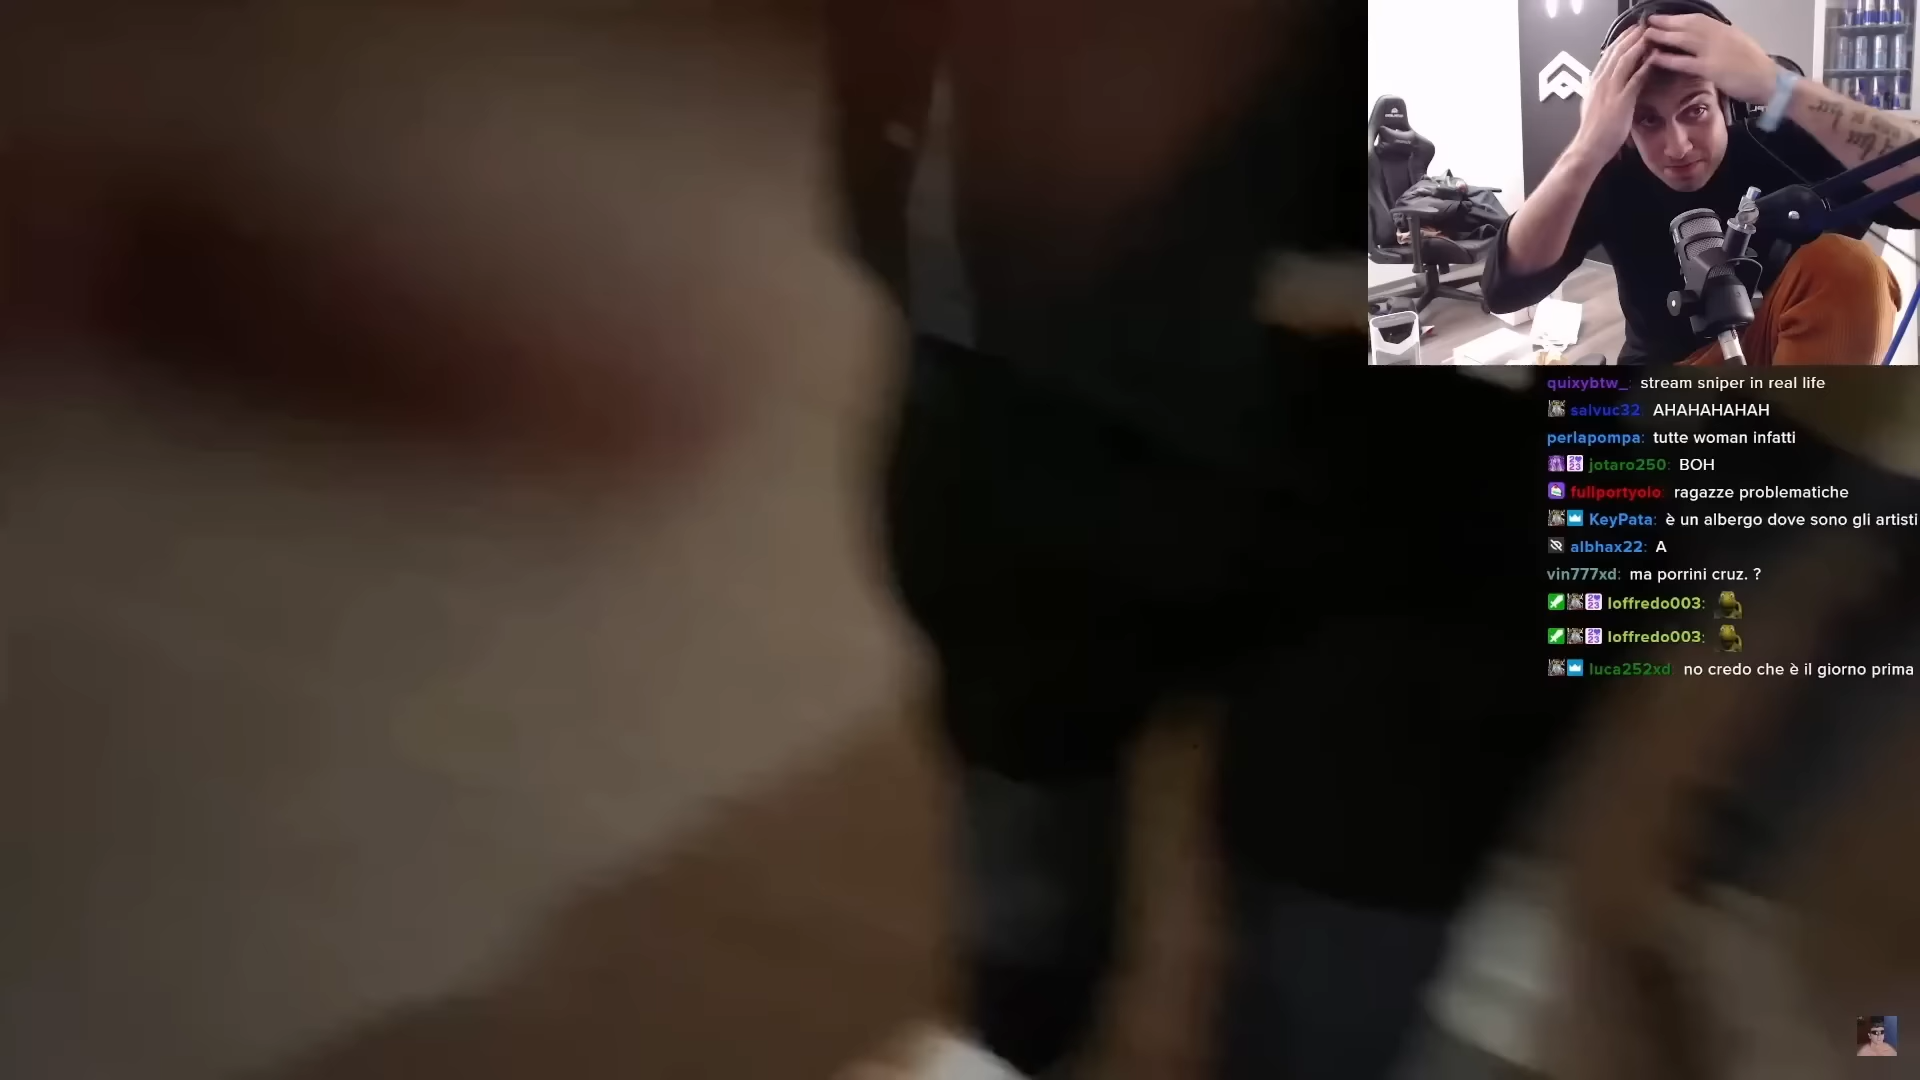 quixybtw_: stream sniper in real life
salvuc32: AHAHAHAHAH
perlapompa: tutte woman infatti
jotaro250: BOH
fullportyolo: ragazze problematiche
KeyPata: è un albergo dove sono gli artisti
albhax22: A
vin777xd: ma porrini cruz. ?
loffredo003:
loffredo003:
luca252xd: no credo che è il giorno prima